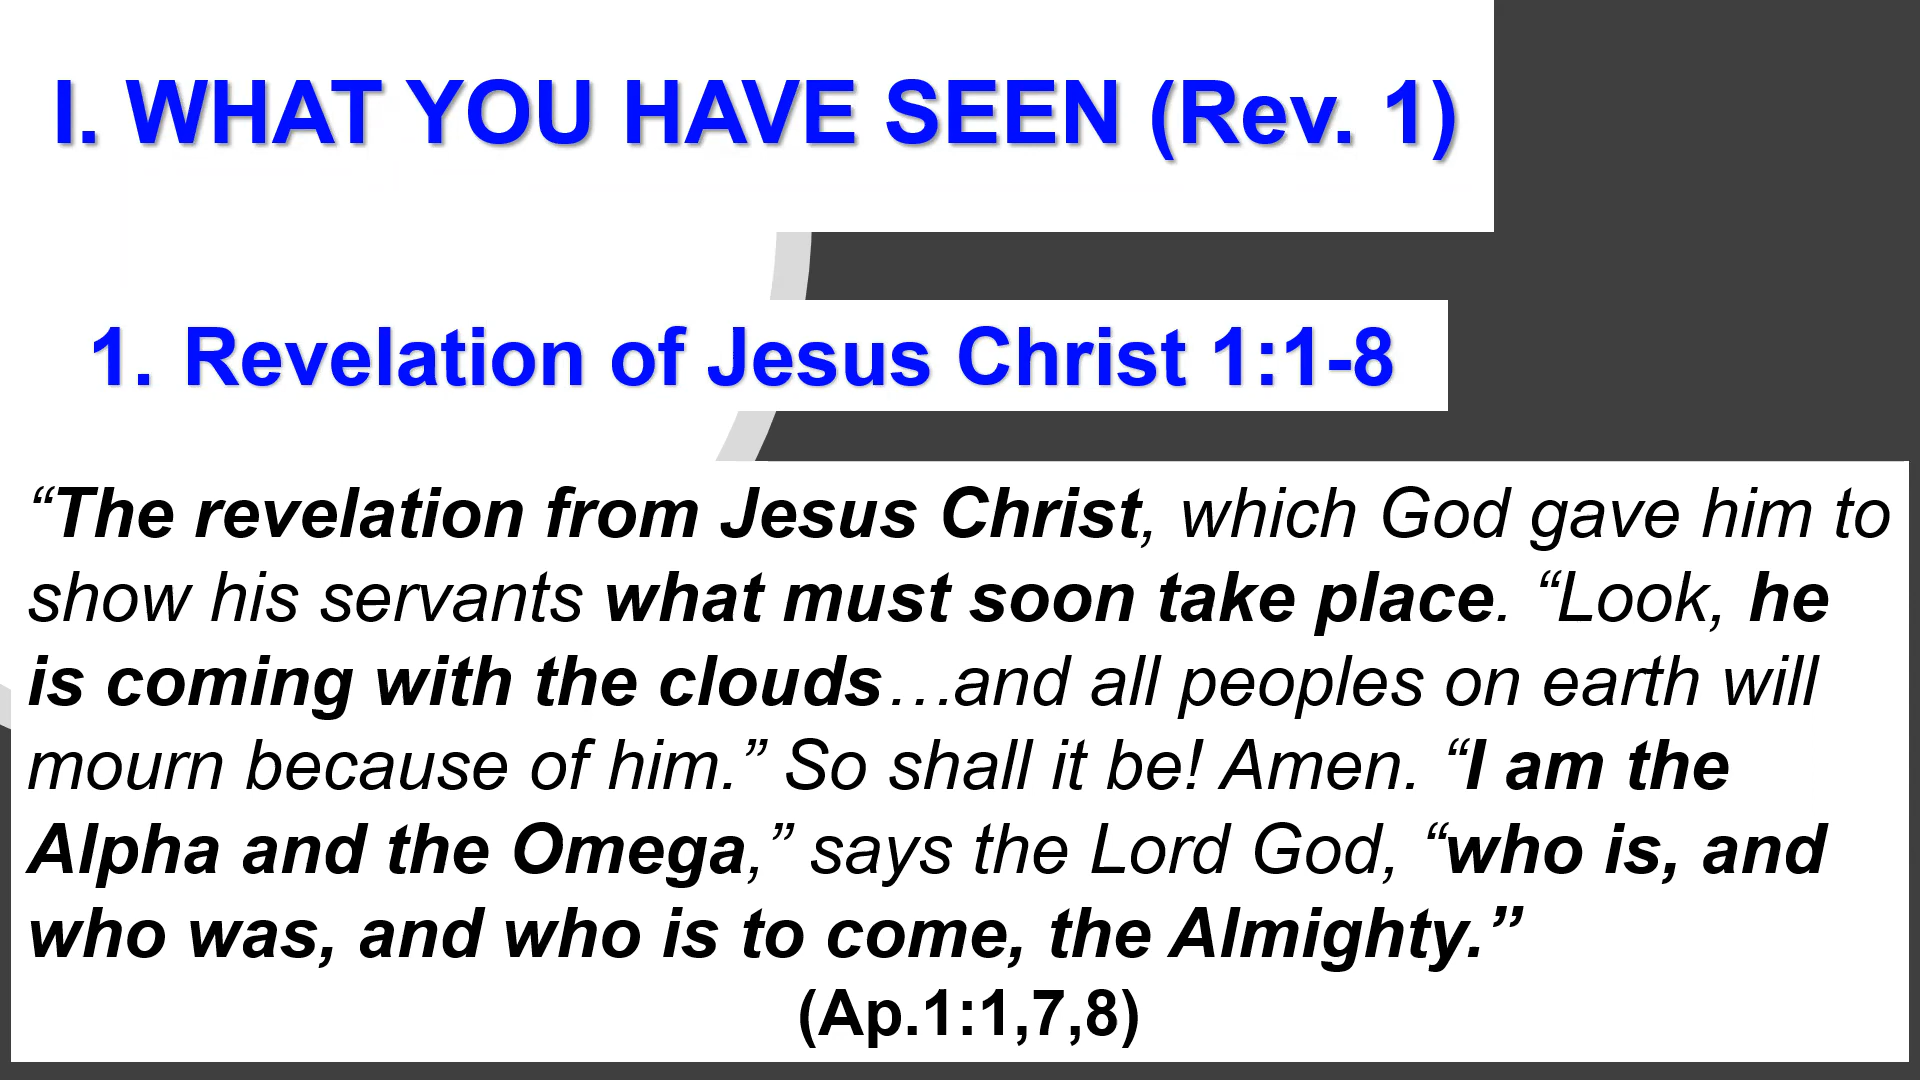 I. WHAT YOU HAVE SEEN (Rev. 1)
1. Revelation of Jesus Christ 1:1-8
“The revelation from Jesus Christ, which God gave him to
show his servants what must soon take place. “Look, he
is coming with the clouds…and all peoples on earth will
mourn because of him.” So shall it be! Amen. “I am the
Alpha and the Omega,” says the Lord God, “who is, and
who was, and who is to come, the Almighty.”
(Ap.1:1,7,8)